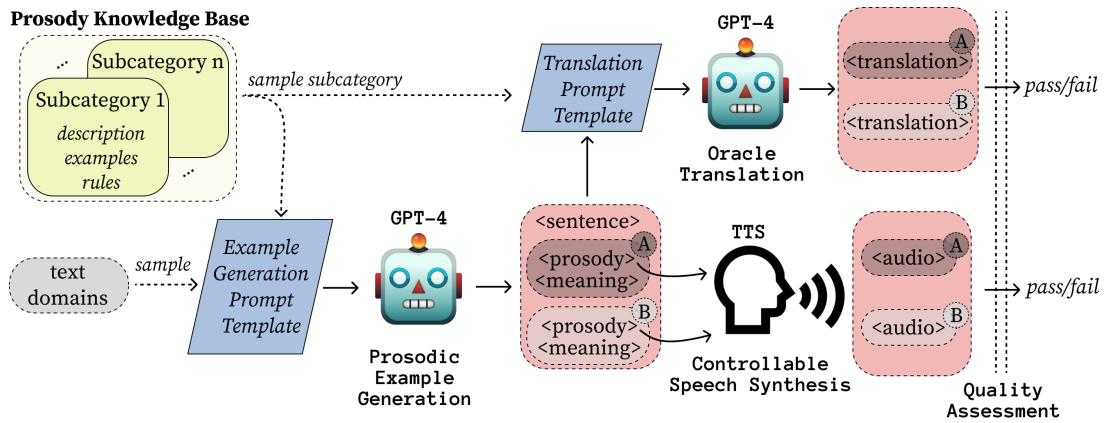 Prosody Knowledge Base
...
Subcategory n
Subcategory 1
description
examples
rules
...
sample subcategory
text
domains
sample
Example
Generation
Prompt
Template
GPT-4
Prosodic
Example
Generation
<sentence>
A
<prosody>
<meaning>
B
<prosody>
<meaning>
Translation
Prompt
Template
GPT-4
Oracle
Translation
A
<translation>
B
<translation>
pass/fail
TTS
Controllable
Speech Synthesis
A
<audio>
B
<audio>
pass/fail
Quality
Assessment